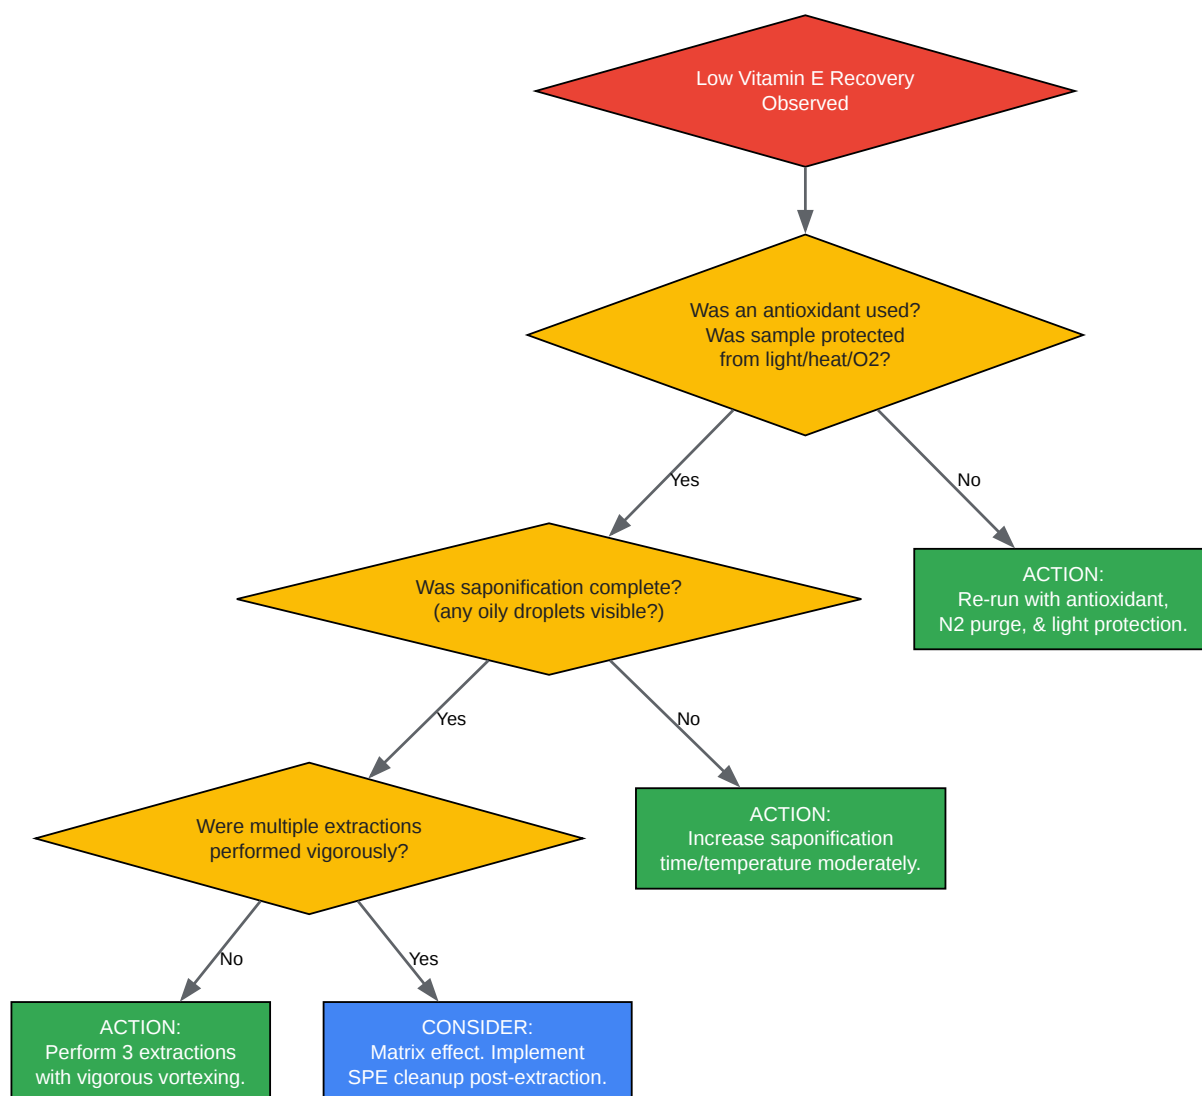 Low Vitamin E Recovery
Observed
Was an antioxidant used?
Was sample protected
from light/heat/O2?
Yes
No
Was saponification complete?
(any oily droplets visible?)
ACTION:
Re-run with antioxidant,
N2 purge, & light protection.
Yes
No
Were multiple extractions
performed vigorously?
ACTION:
Increase saponification
time/temperature moderately.
No
Yes
ACTION:
Perform 3 extractions
with vigorous vortexing.
CONSIDER:
Matrix effect. Implement
SPE cleanup post-extraction.